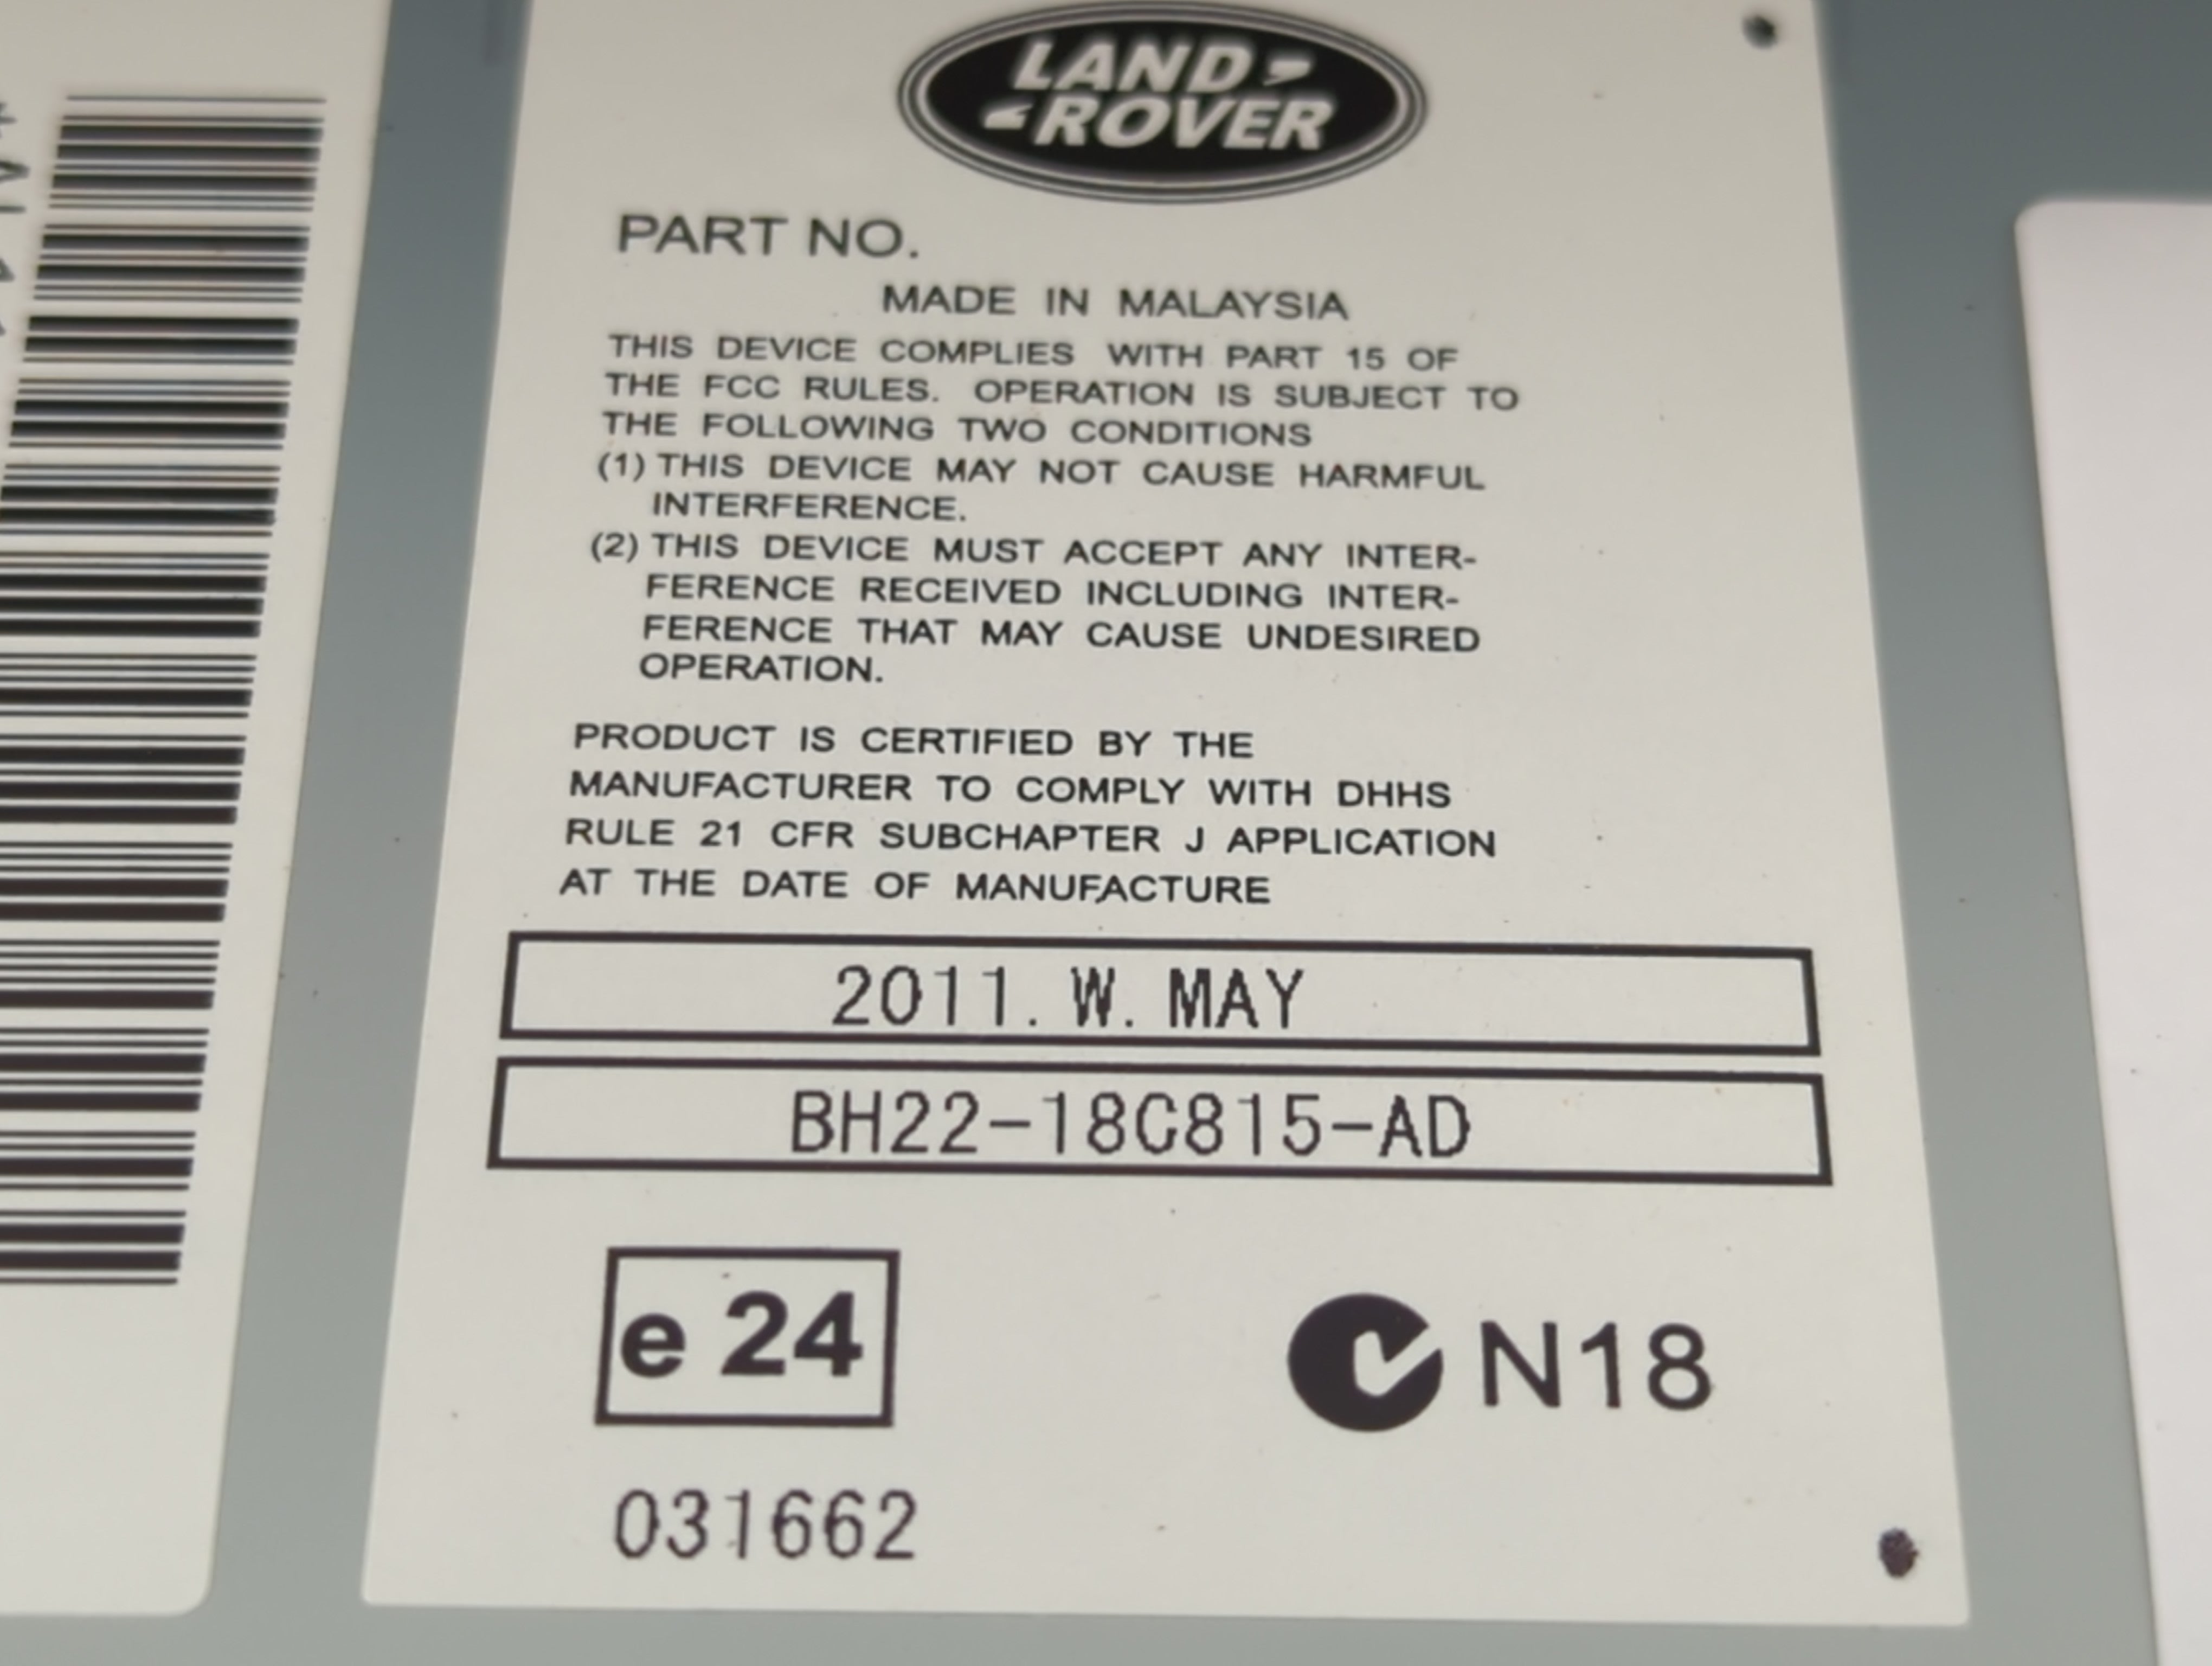 LAND
ROVER
PART NO.
MADE IN MALAYSIA
THIS DEVICE COMPLIES WITH PART 15 OF
THE FCC RULES. OPERATION IS SUBJECT TO
THE FOLLOWING TWO CONDITIONS
(1) THIS DEVICE MAY NOT CAUSE HARMFUL
INTERFERENCE.
(2) THIS DEVICE MUST ACCEPT ANY INTER-
FERENCE RECEIVED INCLUDING INTER-
FERENCE THAT MAY CAUSE UNDESIRED
OPERATION.
PRODUCT IS CERTIFIED BY THE
MANUFACTURER TO COMPLY WITH DHHS
RULE 21 CFR SUBCHAPTER J APPLICATION
AT THE DATE OF MANUFACTURE
2011. W. MAY
BH22-18C815-AD
e 24
N18
031662